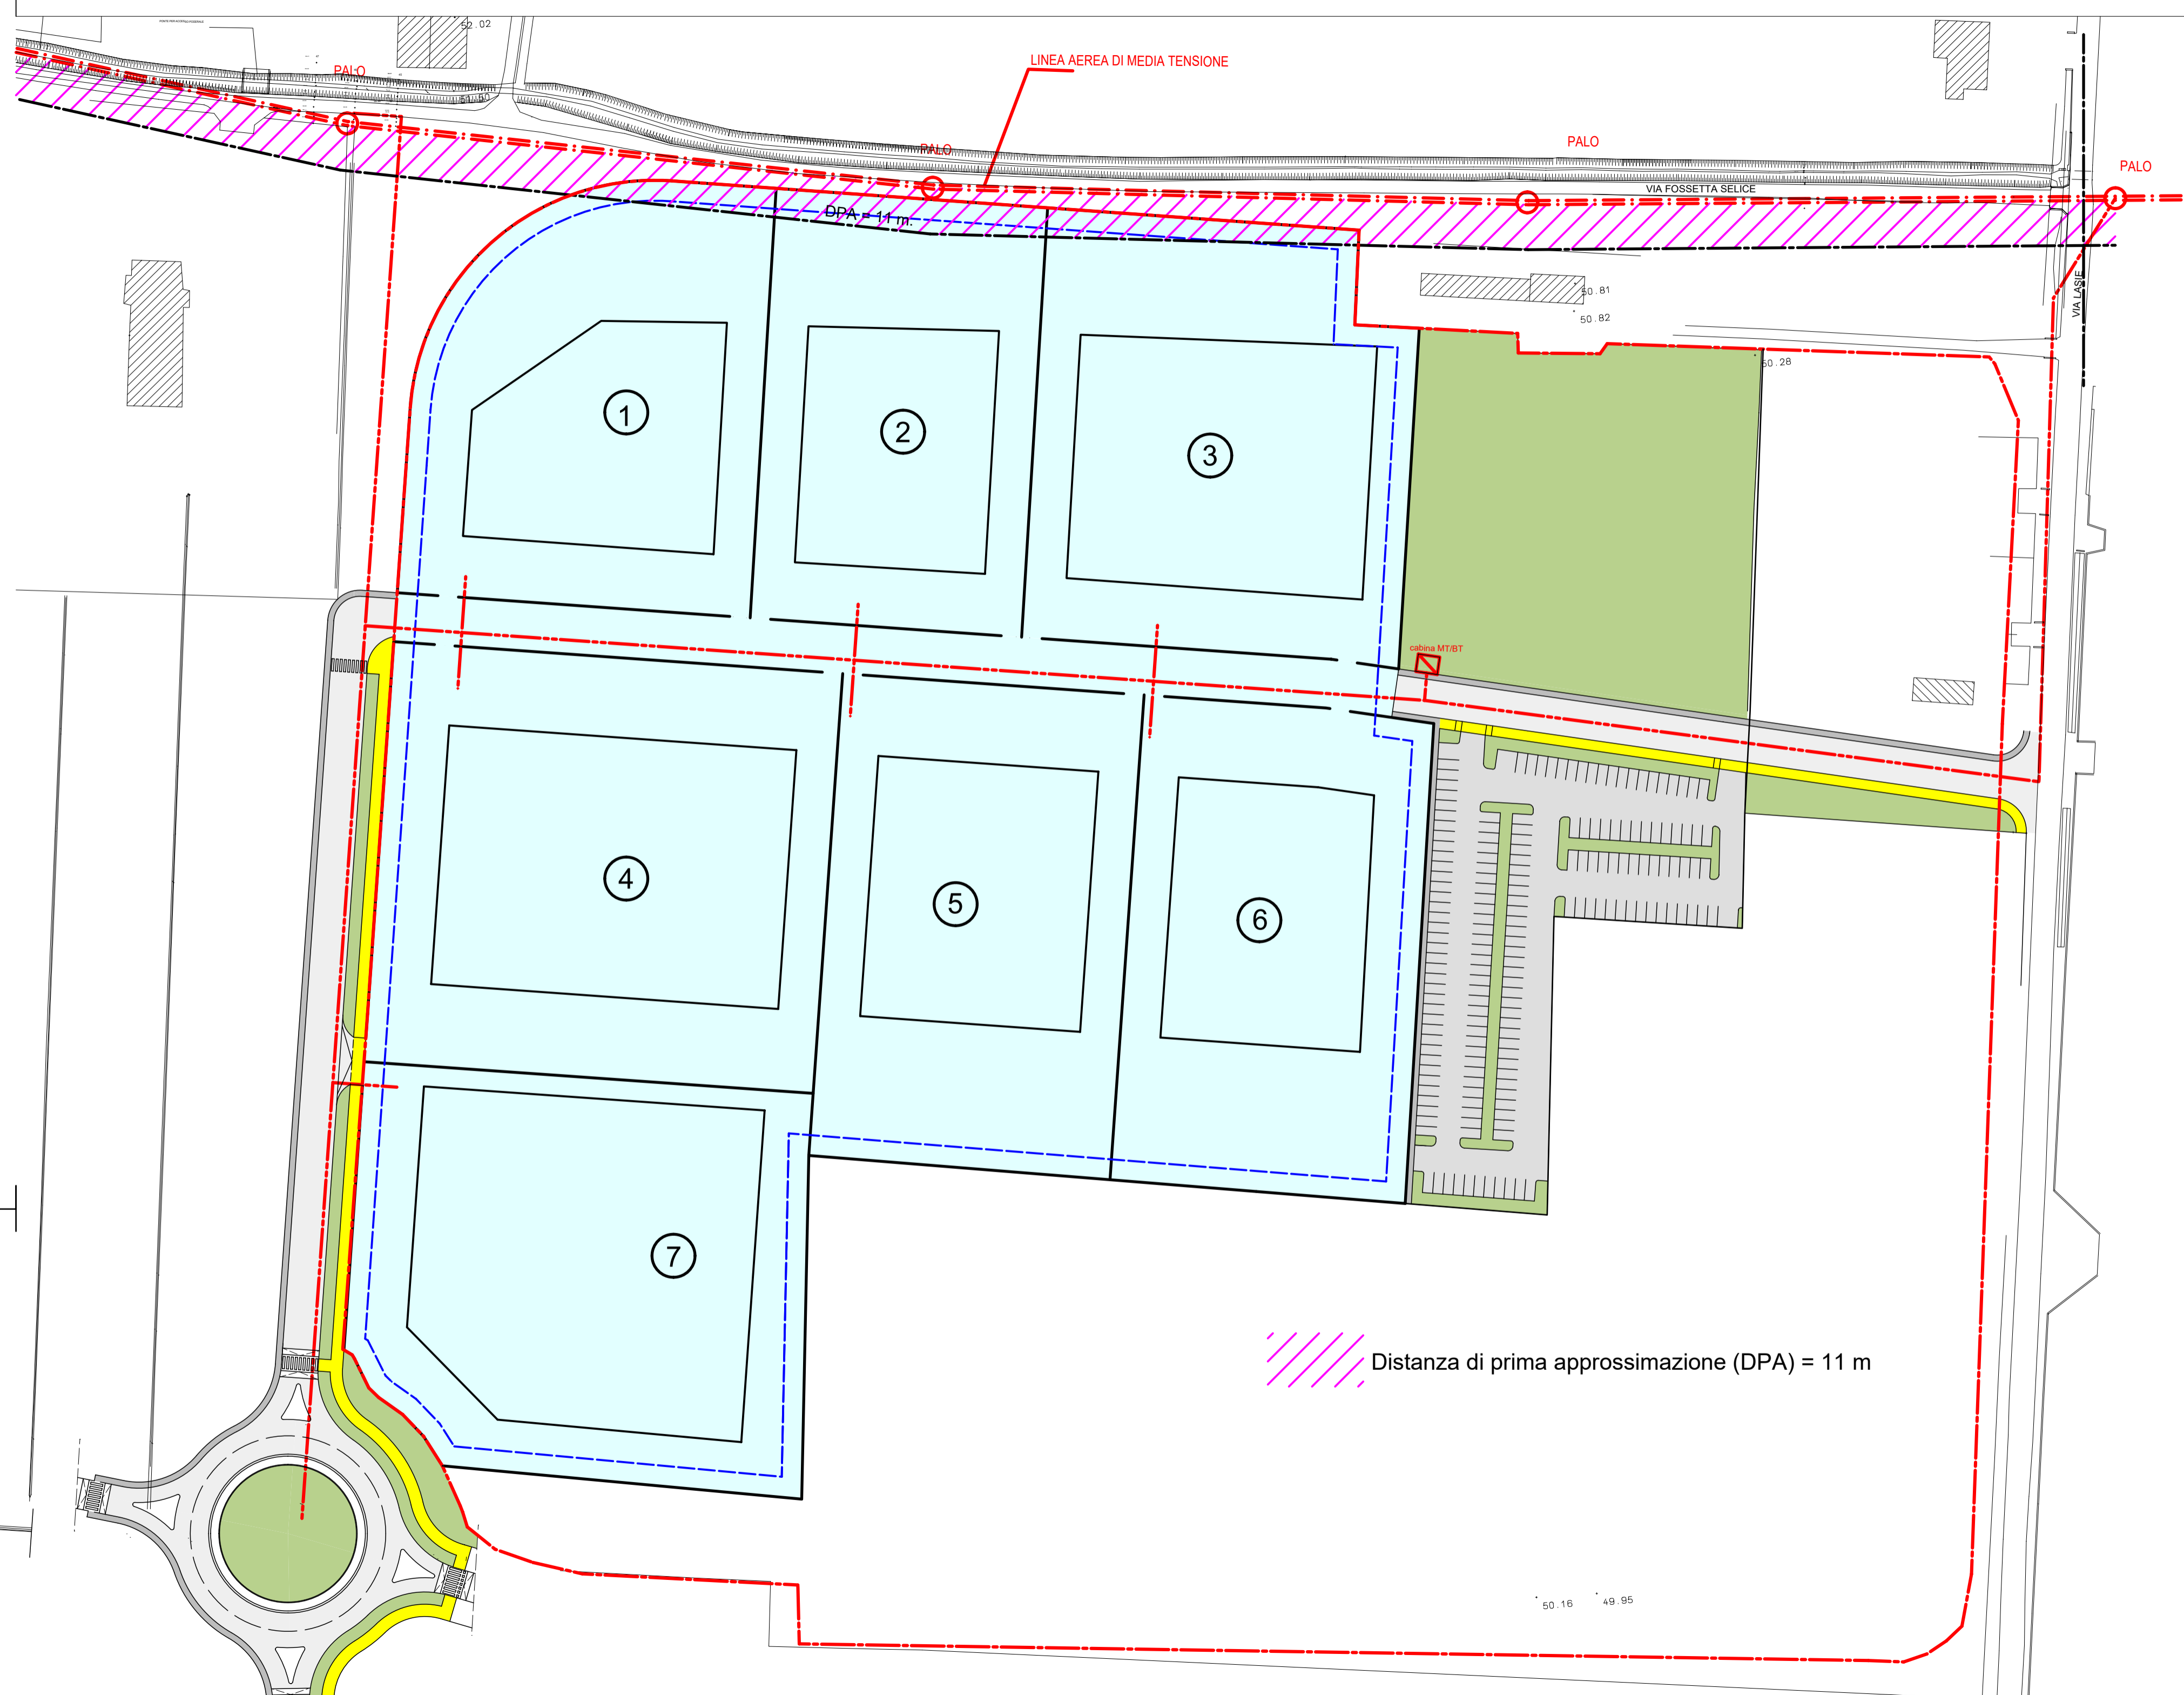 52.02
LINEA AEREA DI MEDIA TENSIONE
PALO
51.50
PALO
PALO
PALO
VIA FOSSETTA SELICE
DPA = 11 m.
VIA LASIE
50.81
50.82
50.28
1
2
3
cabina MT/BT
4
5
6
7
Distanza di prima approssimazione (DPA) = 11 m
50.16
49.95